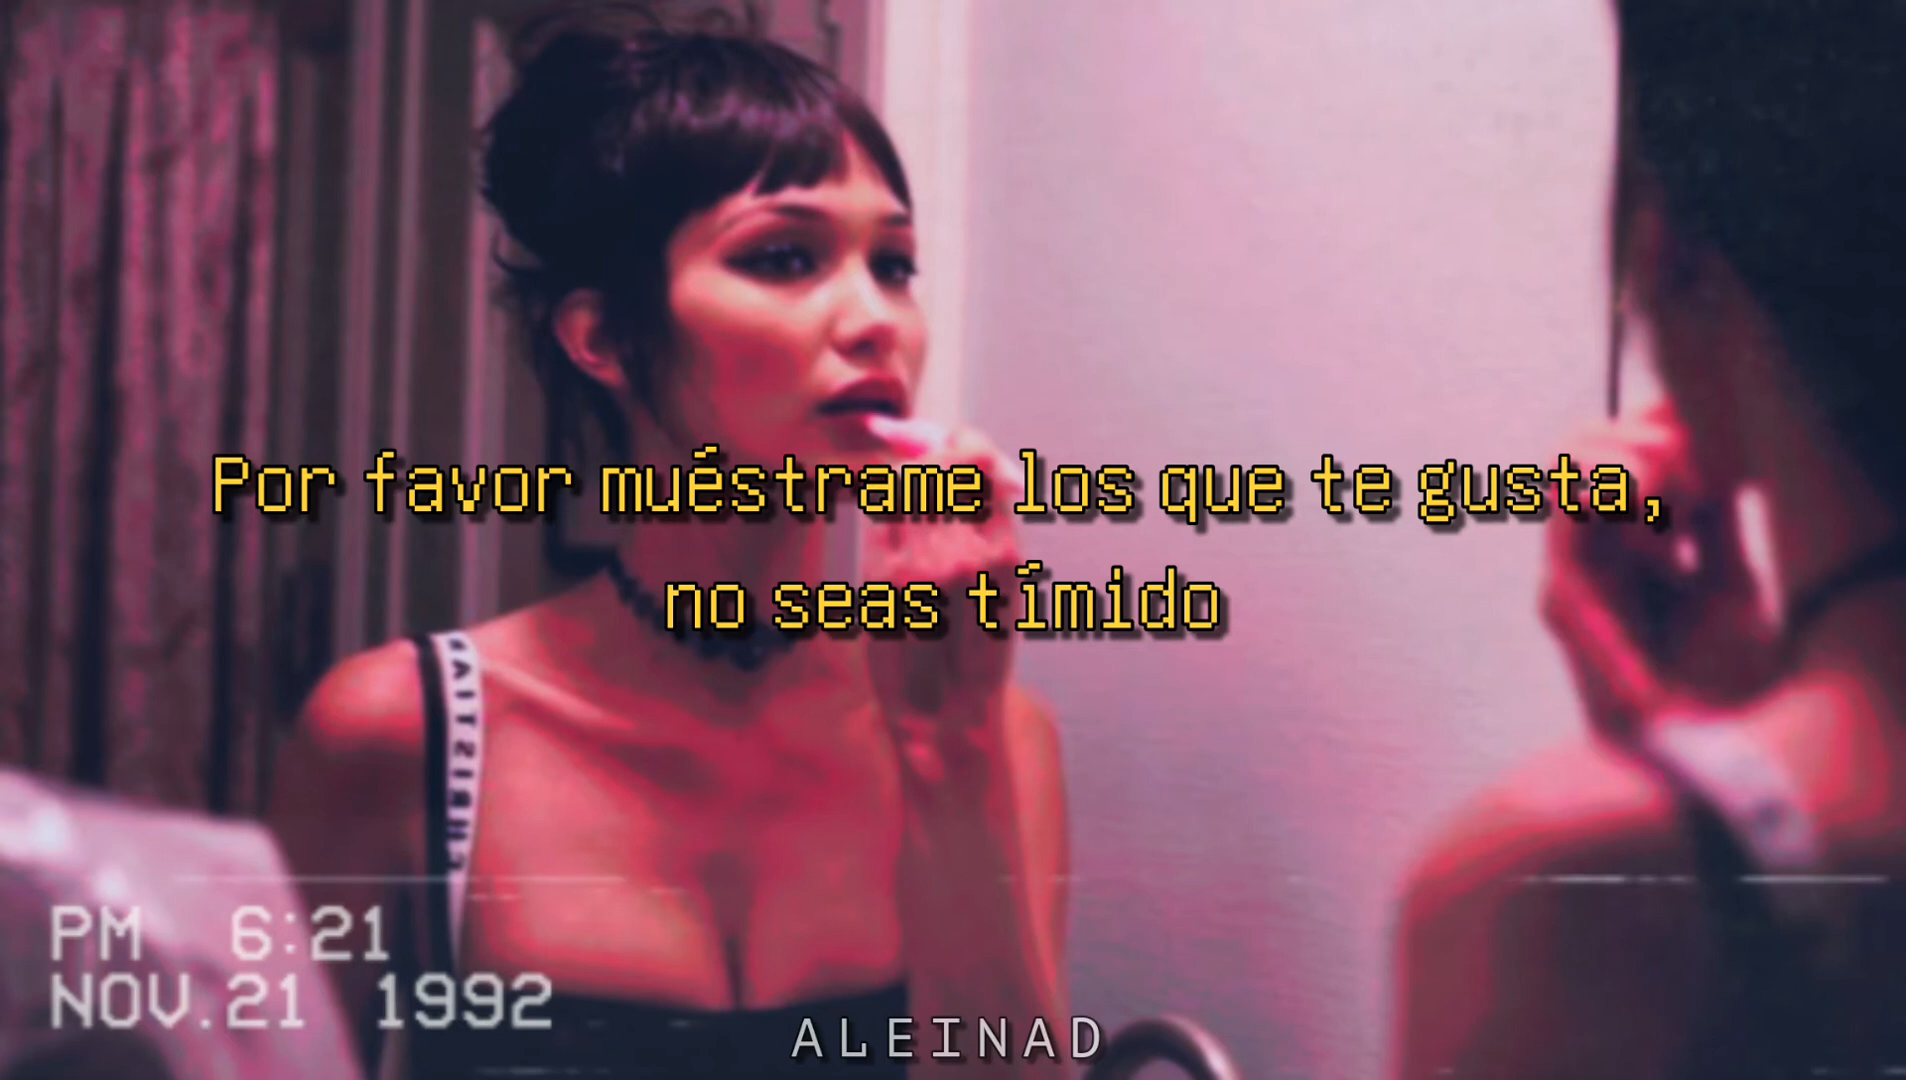 Por favor muéstrame los que te gusta,
no seas tímido
PM 6:21
NOV.21 1992
ALEINAD